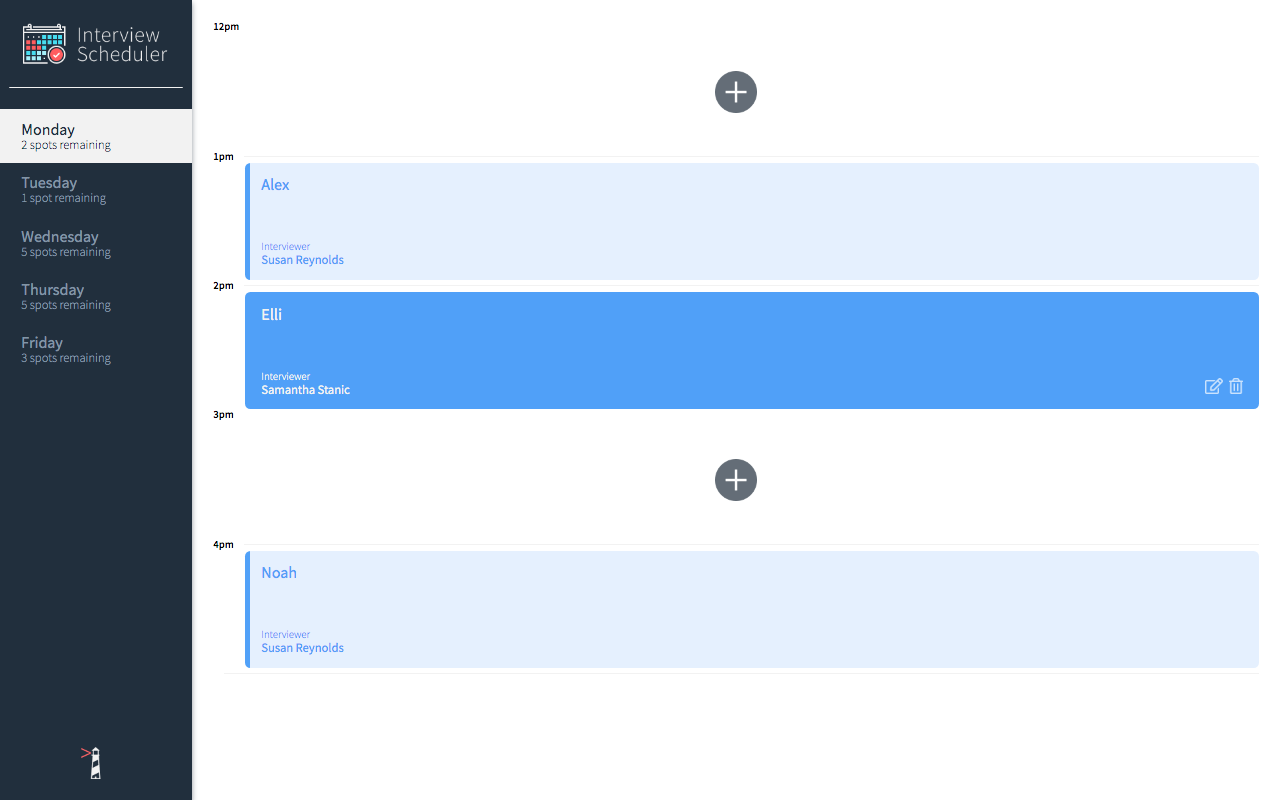 Interview
Scheduler
Monday
2 spots remaining
Tuesday
1 spot remaining
Wednesday
5 spots remaining
Thursday
5 spots remaining
Friday
3 spots remaining
12pm
1pm
Alex
Interviewer
Susan Reynolds
2pm
Elli
Interviewer
Samantha Stanic
3pm
4pm
Noah
Interviewer
Susan Reynolds